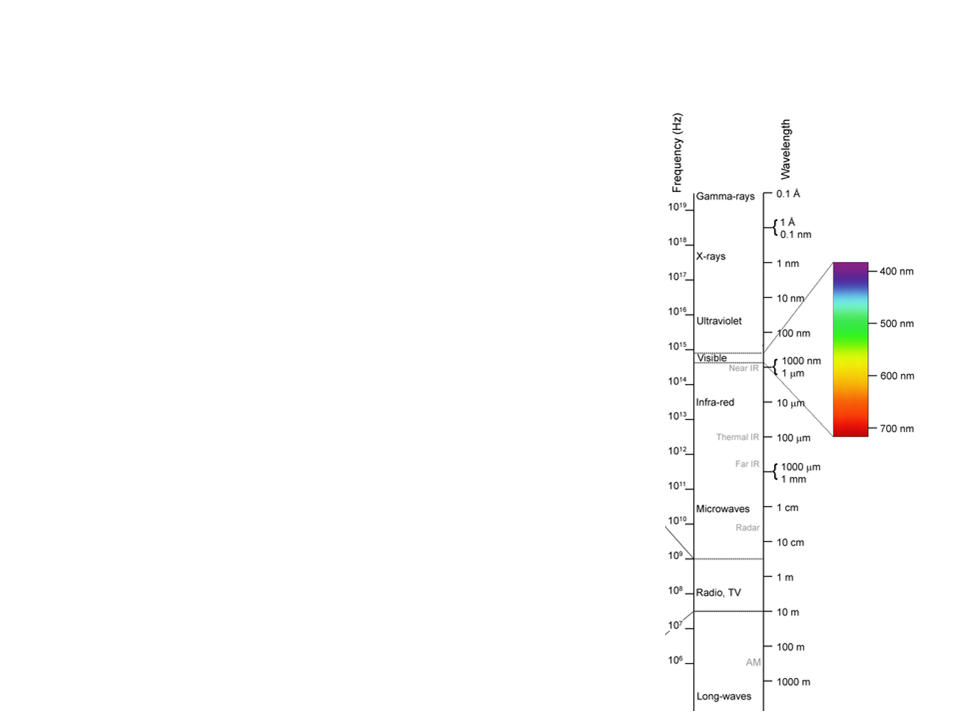 Frequency (Hz)
Wavelength
Gamma-rays
0.1 Å
10¹⁹
1 Å
0.1 nm
10¹⁸
X-rays
1 nm
400 nm
10¹⁷
10 nm
10¹⁶
Ultraviolet
500 nm
100 nm
10¹⁵
Visible
1000 nm
Near IR
1 µm
600 nm
10¹⁴
Infra-red
10 µm
10¹³
700 nm
Thermal IR
100 µm
10¹²
Far IR
1000 µm
1 mm
10¹¹
Microwaves
1 cm
10¹⁰
Radar
10 cm
10⁹
1 m
10⁸
Radio, TV
10 m
10⁷
100 m
10⁶
AM
1000 m
Long-waves